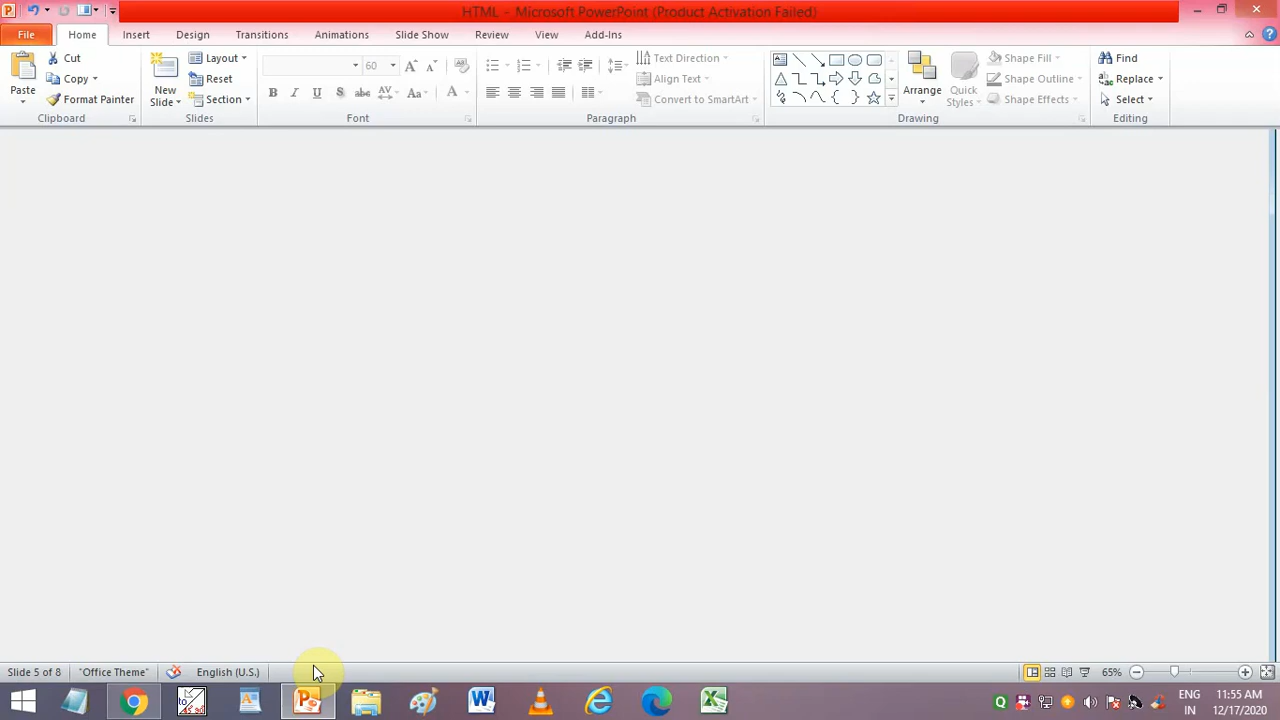 HTML - Microsoft PowerPoint (Product Activation Failed)
File Home Insert Design Transitions Animations Slide Show Review View Add-Ins
Paste
Cut
Copy
Format Painter
Clipboard
New Slide
Layout
Reset
Section
Slides
60
B I U S abc AV Aa A
Font
Text Direction
Align Text
Convert to SmartArt
Paragraph
Arrange
Quick Styles
Shape Fill
Shape Outline
Shape Effects
Drawing
Find
Replace
Select
Editing
Slide 5 of 8 "Office Theme" English (U.S.) 65%
ENG 11:55 AM
IN 12/17/2020